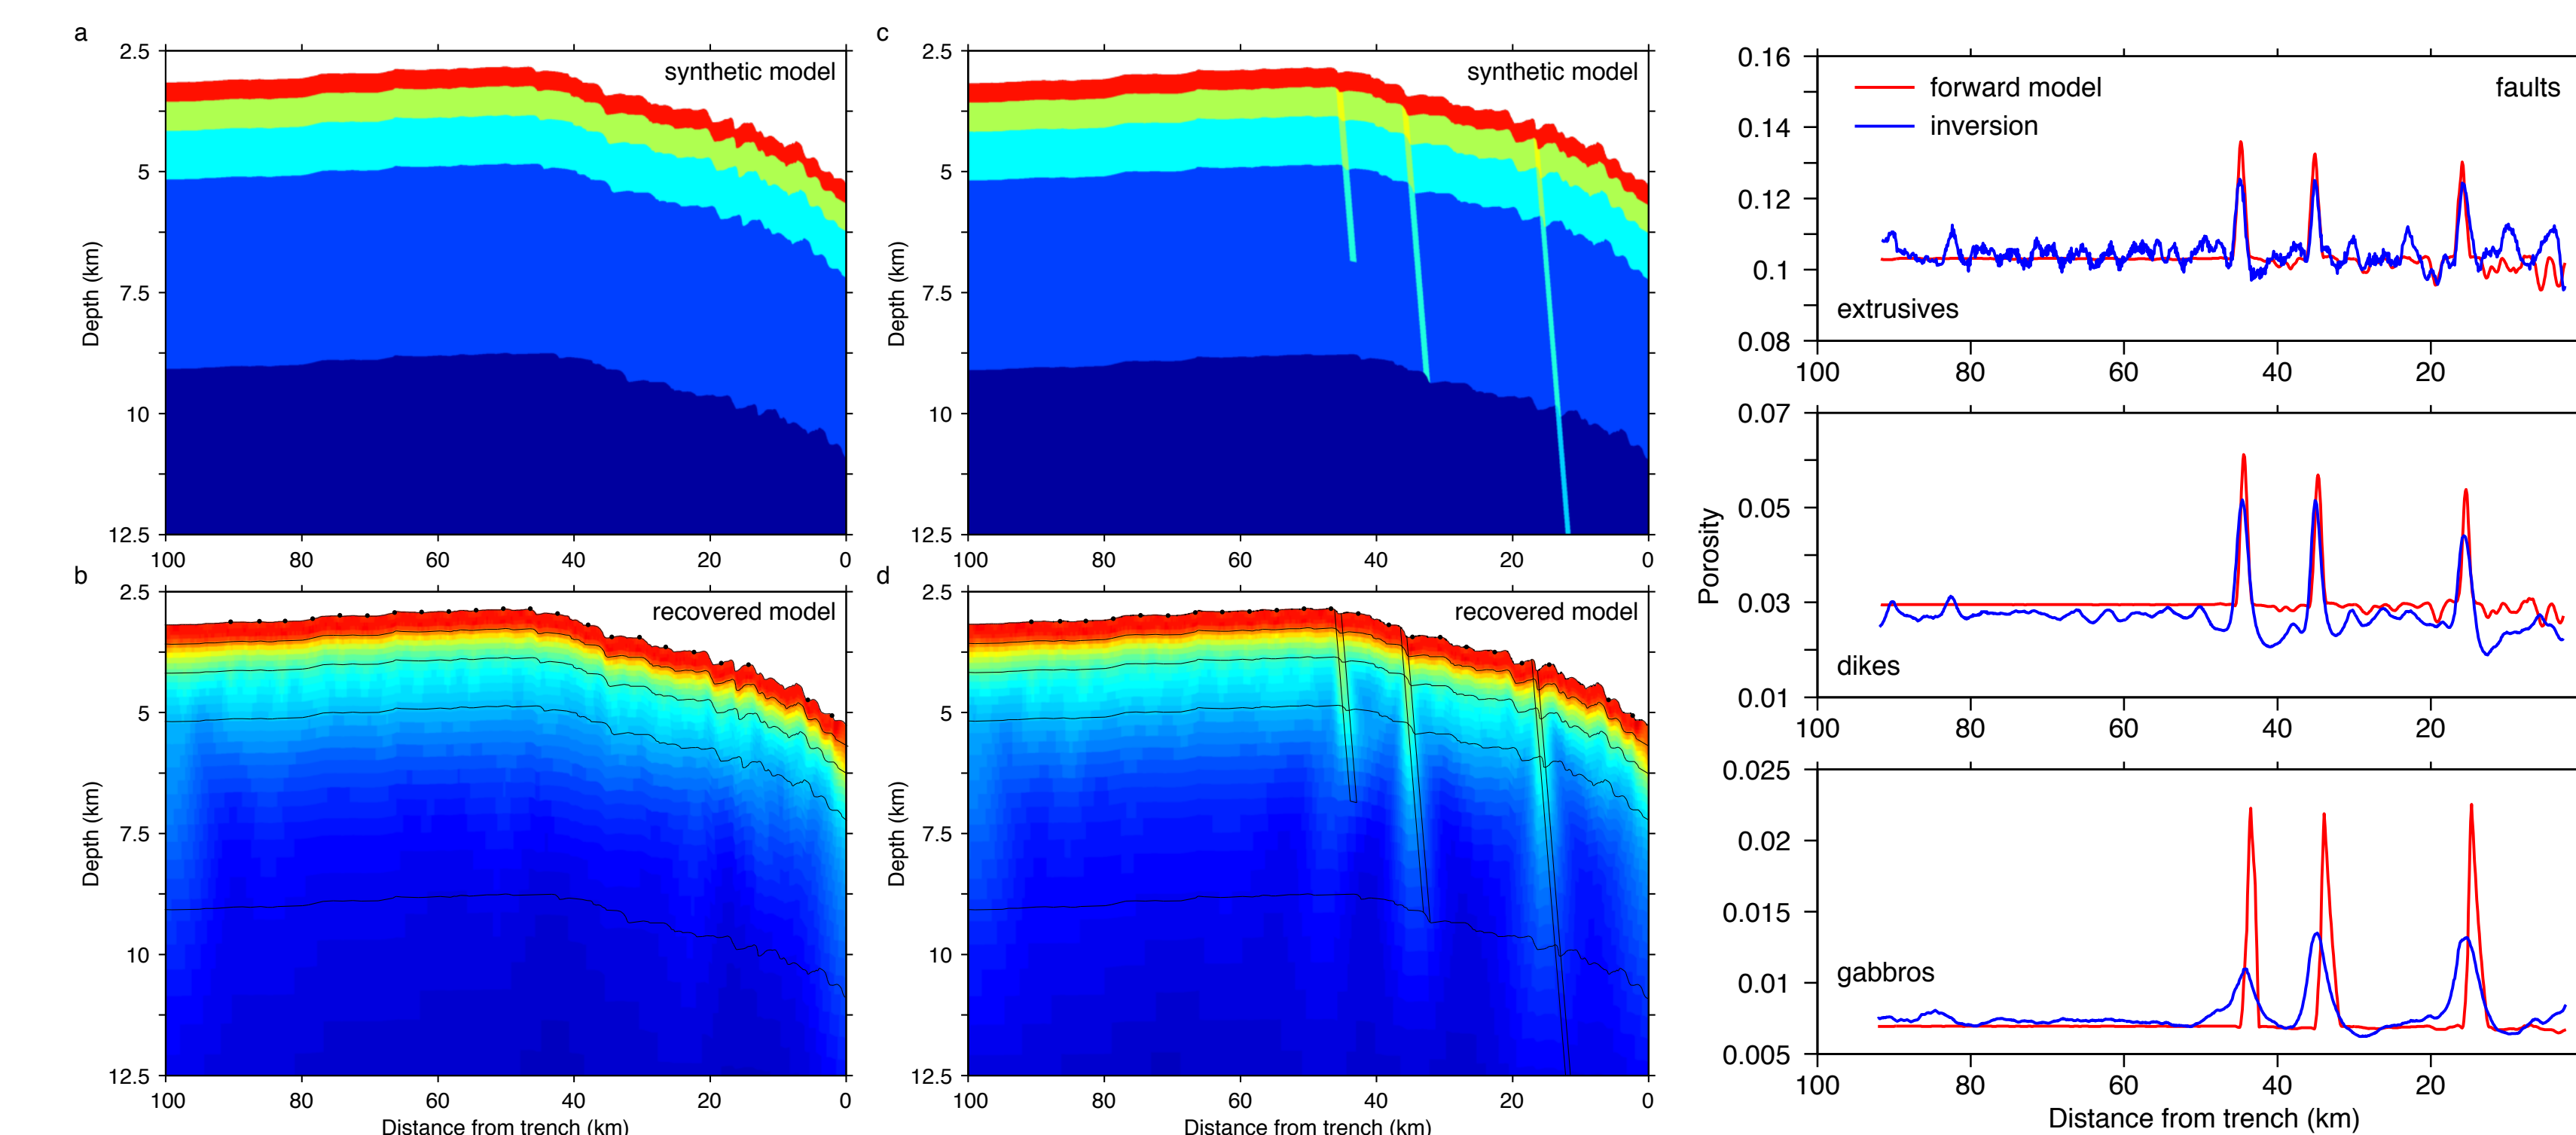 a
2.5
5
7.5
10
12.5
Depth (km)
synthetic model
100 80 60 40 20 0
b
2.5
5
7.5
10
12.5
Depth (km)
recovered model
100 80 60 40 20 0
Distance from trench (km)
c
2.5
5
7.5
10
12.5
Depth (km)
synthetic model
100 80 60 40 20 0
d
2.5
5
7.5
10
12.5
Depth (km)
recovered model
100 80 60 40 20 0
Distance from trench (km)
0.16
0.14
0.12
0.1
0.08
forward model
inversion
faults
extrusives
100 80 60 40 20
Porosity
0.07
0.05
0.03
0.01
dikes
100 80 60 40 20
0.025
0.02
0.015
0.01
0.005
gabbros
100 80 60 40 20
Distance from trench (km)